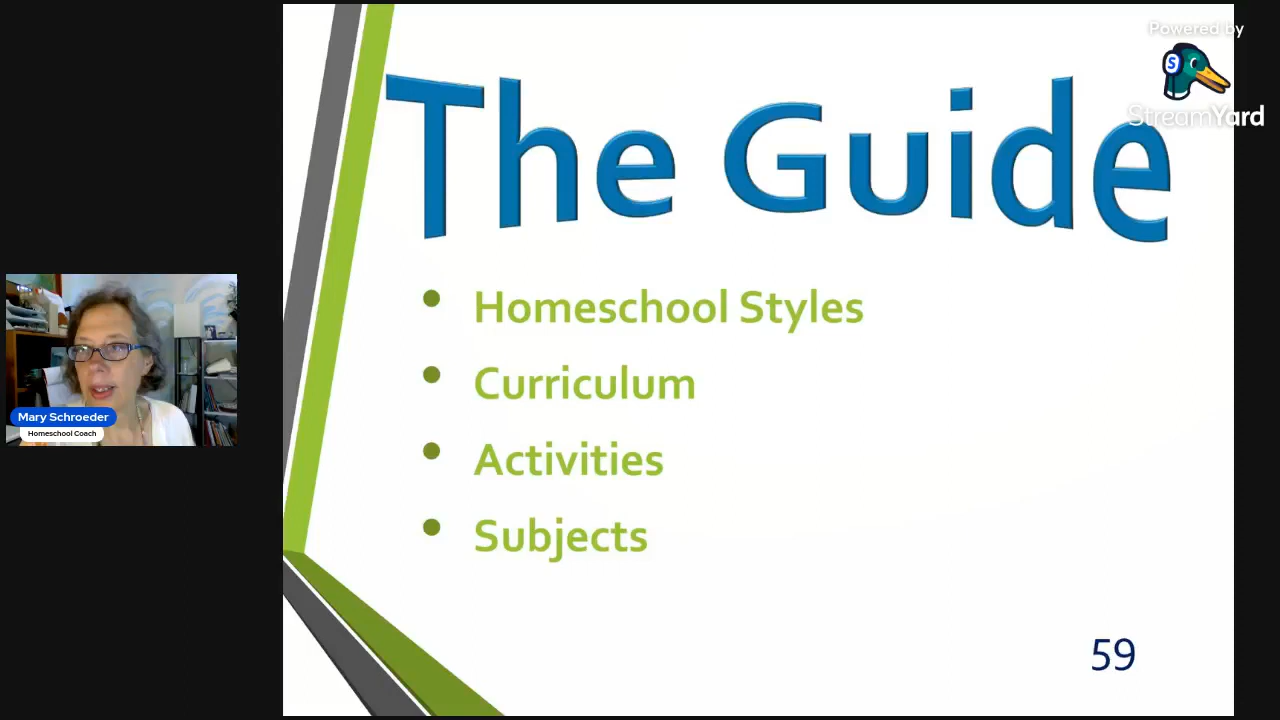 Powered by
StreamYard
The Guide
Homeschool Styles
Curriculum
Activities
Subjects
Mary Schroeder
Homeschool Coach
59